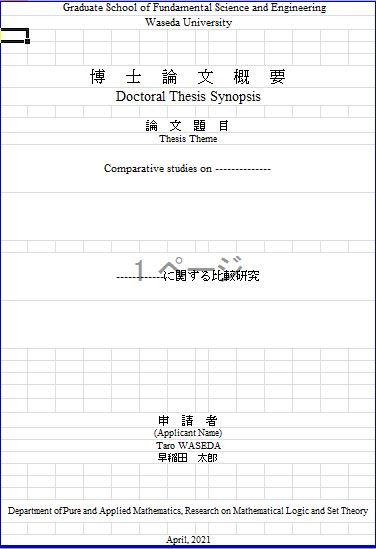 Graduate School of Fundamental Science and Engineering
Waseda University
博 士 論 文 概 要
Doctoral Thesis Synopsis
論 文 題 目
Thesis Theme
Comparative studies on --------------
1 ページ
------------に関する比較研究
申 請 者
(Applicant Name)
Taro WASEDA
早稲田 太郎
Department of Pure and Applied Mathematics, Research on Mathematical Logic and Set Theory
April, 2021